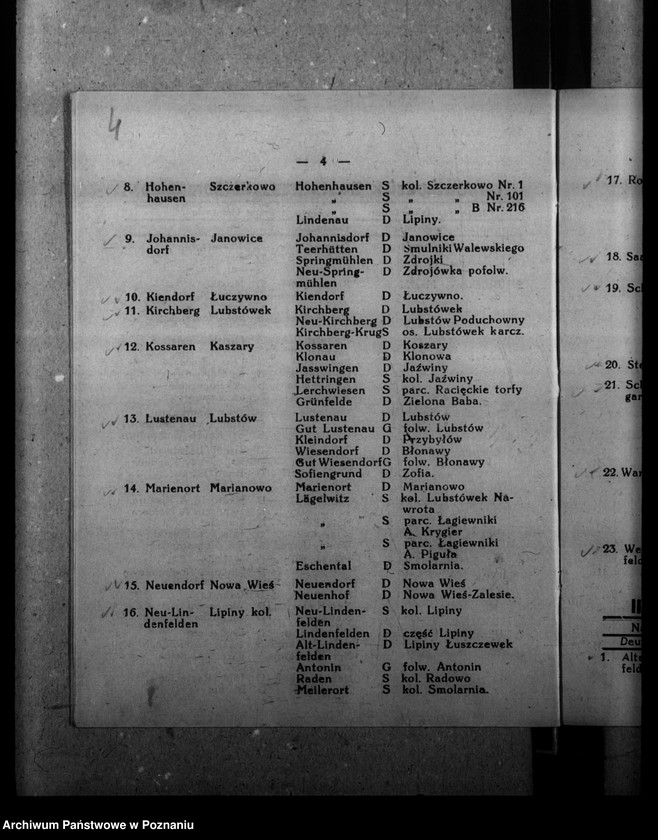 4
— 4 —
8. Hohen- Szczerkowo Hohenhausen S kol. Szczerkowo Nr. 1
hausen „ S „ „ Nr. 101
„ S „ „ B Nr. 216
Lindenau D Lipiny.
9. Johannis- Janowice Johannisdorf D Janowice
dorf Teerhütten D Smulniki Walewskiego
Springmühlen D Zdrojki
Neu-Spring- D Zdrojówka pofolw.
mühlen
10. Kiendorf Łuczywno Kiendorf D Łuczywno.
11. Kirchberg Lubstówek Kirchberg D Lubstówek
Neu-Kirchberg D Lubstów Poduchowny
Kirchberg-Krug S os. Lubstówek karcz.
12. Kossaren Kaszary Kossaren D Koszary
Klonau D Klonowa
Jasswingen D Jaźwiny
Hettringen S kol. Jaźwiny
Lerchwiesen S parc. Racięckie torfy
Grünfelde D Zielona Baba.
13. Lustenau Lubstów Lustenau D Lubstów
Gut Lustenau G folw. Lubstów
Kleindorf D Przybyłów
Wiesendorf D Błonawy
Gut Wiesendorf G folw. Błonawy
Sofiengrund D Zofia.
14. Marienort Marianowo Marienort D Marianowo
Lägelwitz S kol. Lubstówek Na-
wrota
„ S parc. Łagiewniki
A. Krygier
„ S parc. Łagiewniki
A. Piguła
Eschental D Smolarnia.
15. Neuendorf Nowa Wieś Neuendorf D Nowa Wieś
Neuenhof D Nowa Wieś-Zalesie.
16. Neu-Lin- Lipiny kol. Neu-Linden- S kol. Lipiny
denfelden felden
Lindenfelden D część Lipiny
Alt-Linden- D Lipiny Łuszczewek
felden
Antonin G folw. Antonin
Raden S kol. Radowo
Meilerort S kol. Smolarnia.
17. Ro
18. Sa
19. Sc
20. Ste
21. Sc
gar
22. War
23. We
feld
II
N
Deu
1. Alte
feld
Archiwum Państwowe w Poznaniu